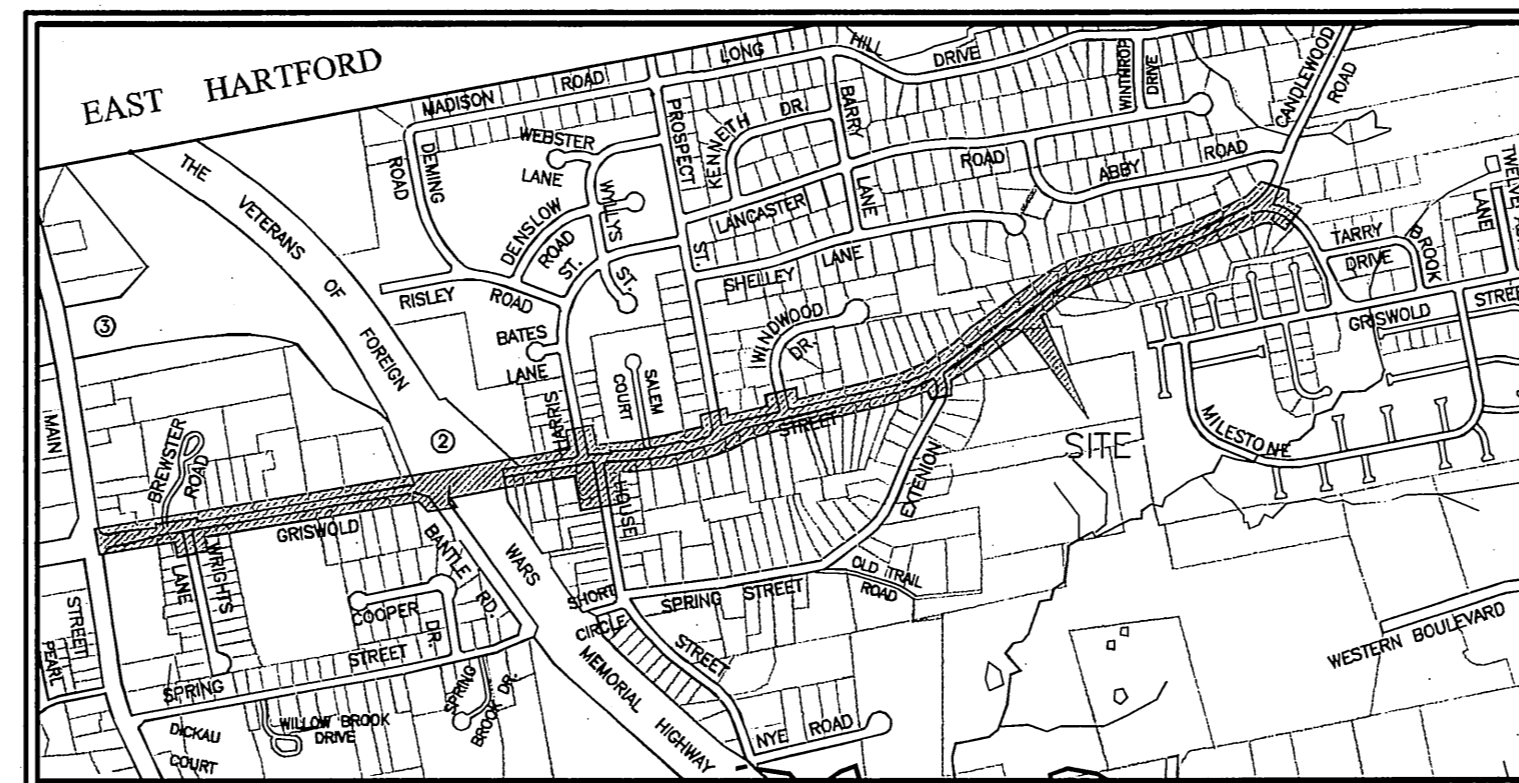 EAST HARTFORD
MADISON ROAD
LONG HILL DRIVE
WINTHROP DRIVE
CANDLEWOOD ROAD
THE VETERANS OF FOREIGN WARS MEMORIAL HIGHWAY
DEMING ROAD
WEBSTER LANE
PROSPECT ST.
KENNETH DR.
BARRY LANE
ROAD
ABBY ROAD
WYLLYS ST.
DENSLOW ROAD
LANCASTER
ST.
SHELLEY LANE
RISLEY ROAD
TARRY DRIVE
BROOK
LANE
BATES LANE
WINDWOOD DR.
GRISWOLD STREE
3
2
SALEM COURT
HARRIS
MAIN
STREET
BREWSTER ROAD
HOUSE
STREET
EXTENION
SITE
MILESTONE
GRISWOLD
WRIGHTS LANE
BANTLE RD.
OLD TRAIL ROAD
COOPER DR.
SHORT CIRCLE
SPRING STREET
STREET
PEARL
SPRING STREET
SPRING BROOK DR.
WESTERN BOULEVARD
DICKAU COURT
WILLOW BROOK DRIVE
NYE ROAD